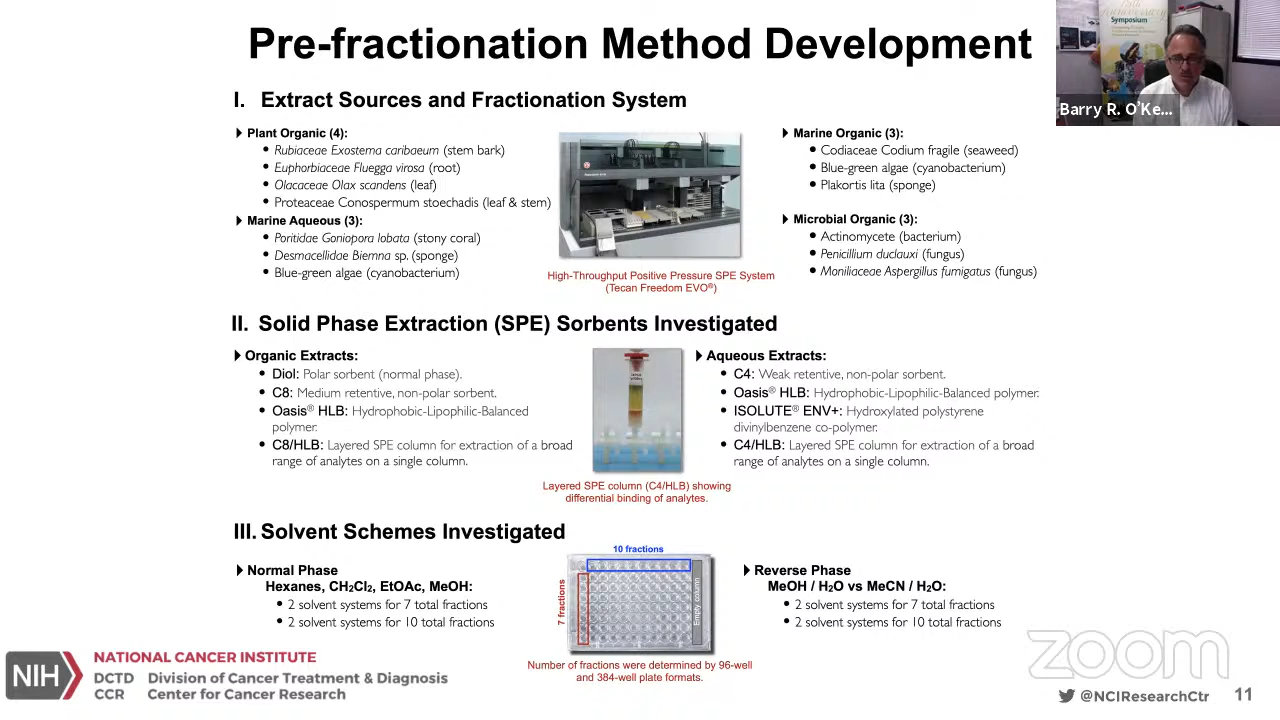 Pre-fractionation Method Development
Symposium
Barry R. O'Ke...
I. Extract Sources and Fractionation System
Plant Organic (4):
Rubiaceae Exostema caribaeum (stem bark)
Euphorbiaceae Fluegga virosa (root)
Olacaceae Olax scandens (leaf)
Proteaceae Conospermum stoechadis (leaf & stem)
Marine Aqueous (3):
Poritidae Goniopora lobata (stony coral)
Desmacellidae Biemna sp. (sponge)
Blue-green algae (cyanobacterium)
High-Throughput Positive Pressure SPE System
(Tecan Freedom EVO®)
Marine Organic (3):
Codiaceae Codium fragile (seaweed)
Blue-green algae (cyanobacterium)
Plakortis lita (sponge)
Microbial Organic (3):
Actinomycete (bacterium)
Penicillium duclauxi (fungus)
Moniliaceae Aspergillus fumigatus (fungus)
II. Solid Phase Extraction (SPE) Sorbents Investigated
Organic Extracts:
Diol: Polar sorbent (normal phase).
C8: Medium retentive, non-polar sorbent.
Oasis® HLB: Hydrophobic-Lipophilic-Balanced
polymer.
C8/HLB: Layered SPE column for extraction of a broad
range of analytes on a single column.
Layered SPE column (C4/HLB) showing
differential binding of analytes.
Aqueous Extracts:
C4: Weak retentive, non-polar sorbent.
Oasis® HLB: Hydrophobic-Lipophilic-Balanced polymer.
ISOLUTE® ENV+: Hydroxylated polystyrene
divinylbenzene co-polymer.
C4/HLB: Layered SPE column for extraction of a broad
range of analytes on a single column.
III. Solvent Schemes Investigated
Normal Phase
Hexanes, CH2Cl2, EtOAc, MeOH:
2 solvent systems for 7 total fractions
2 solvent systems for 10 total fractions
10 fractions
7 fractions
Empty column
Number of fractions were determined by 96-well
and 384-well plate formats.
Reverse Phase
MeOH / H2O vs MeCN / H2O:
2 solvent systems for 7 total fractions
2 solvent systems for 10 total fractions
NIH
NATIONAL CANCER INSTITUTE
DCTD Division of Cancer Treatment & Diagnosis
CCR Center for Cancer Research
zoom
@NCIResearchCtr 11